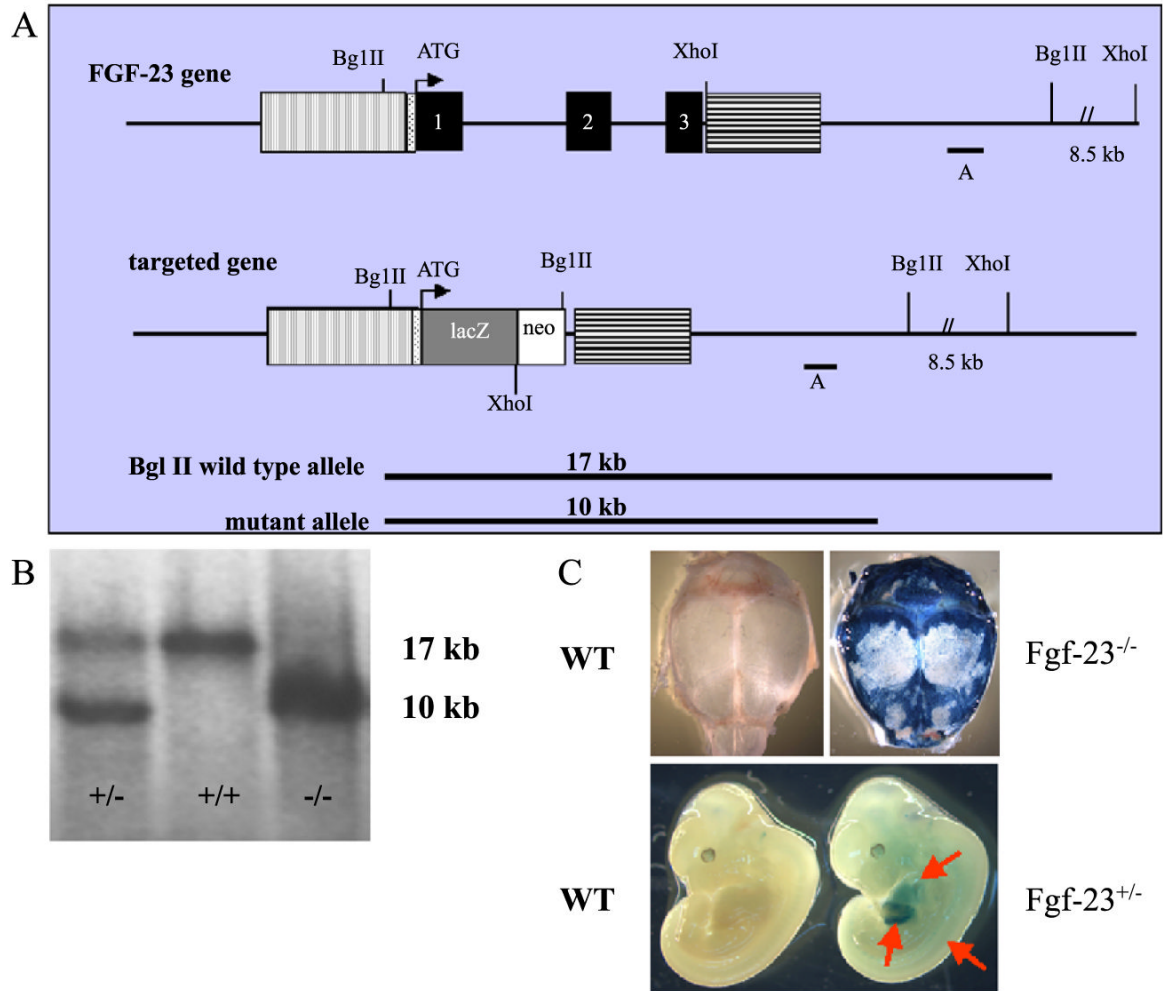 A
FGF-23 gene
Bg1II
ATG
XhoI
Bg1II
XhoI
1
2
3
//
A
8.5 kb
targeted gene
Bg1II
ATG
Bg1II
Bg1II
XhoI
lacZ
neo
//
XhoI
A
8.5 kb
Bgl II wild type allele
17 kb
mutant allele
10 kb
B
17 kb
10 kb
+/-
+/+
-/-
C
WT
Fgf-23-/-
WT
Fgf-23+/-